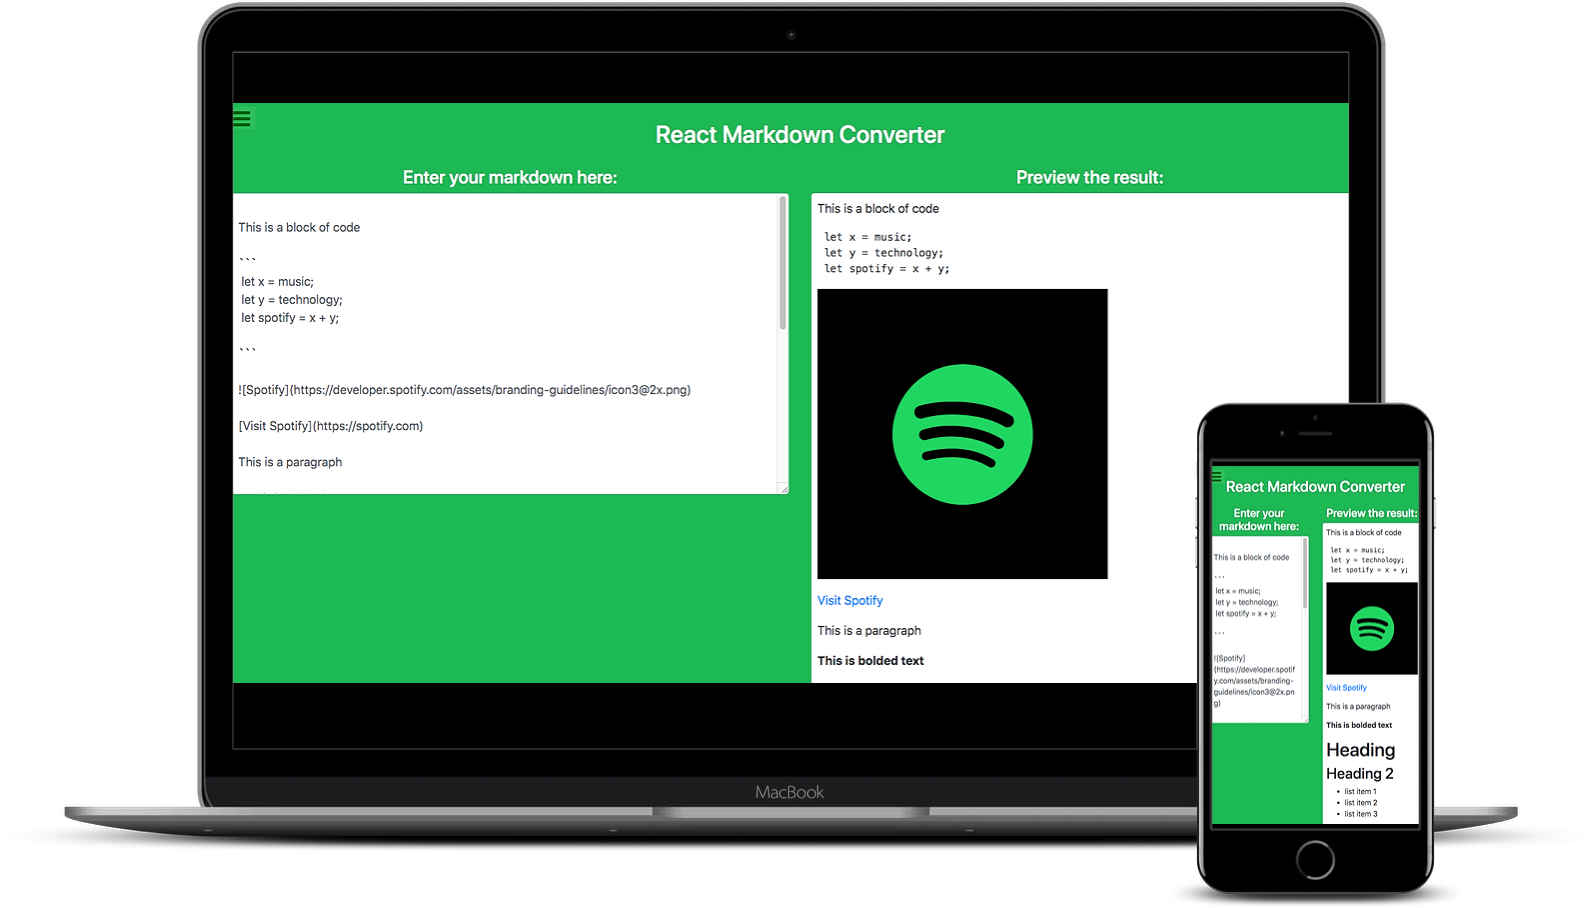 React Markdown Converter
Enter your markdown here:
This is a block of code
```
let x = music;
let y = technology;
let spotify = x + y;
```
![Spotify](https://developer.spotify.com/assets/branding-guidelines/icon3@2x.png)
[Visit Spotify](https://spotify.com)
This is a paragraph
Preview the result:
This is a block of code
let x = music;
let y = technology;
let spotify = x + y;
Visit Spotify
This is a paragraph
This is bolded text
MacBook
React Markdown Converter
Enter your
markdown here:
This is a block of code
```
let x = music;
let y = technology;
let spotify = x + y;
```
![Spotify]
(https://developer.spotif
y.com/assets/branding-
guidelines/icon3@2x.pn
g)
Preview the result:
This is a block of code
let x = music;
let y = technology;
let spotify = x + y;
Visit Spotify
This is a paragraph
This is bolded text
Heading
Heading 2
• list item 1
• list item 2
• list item 3